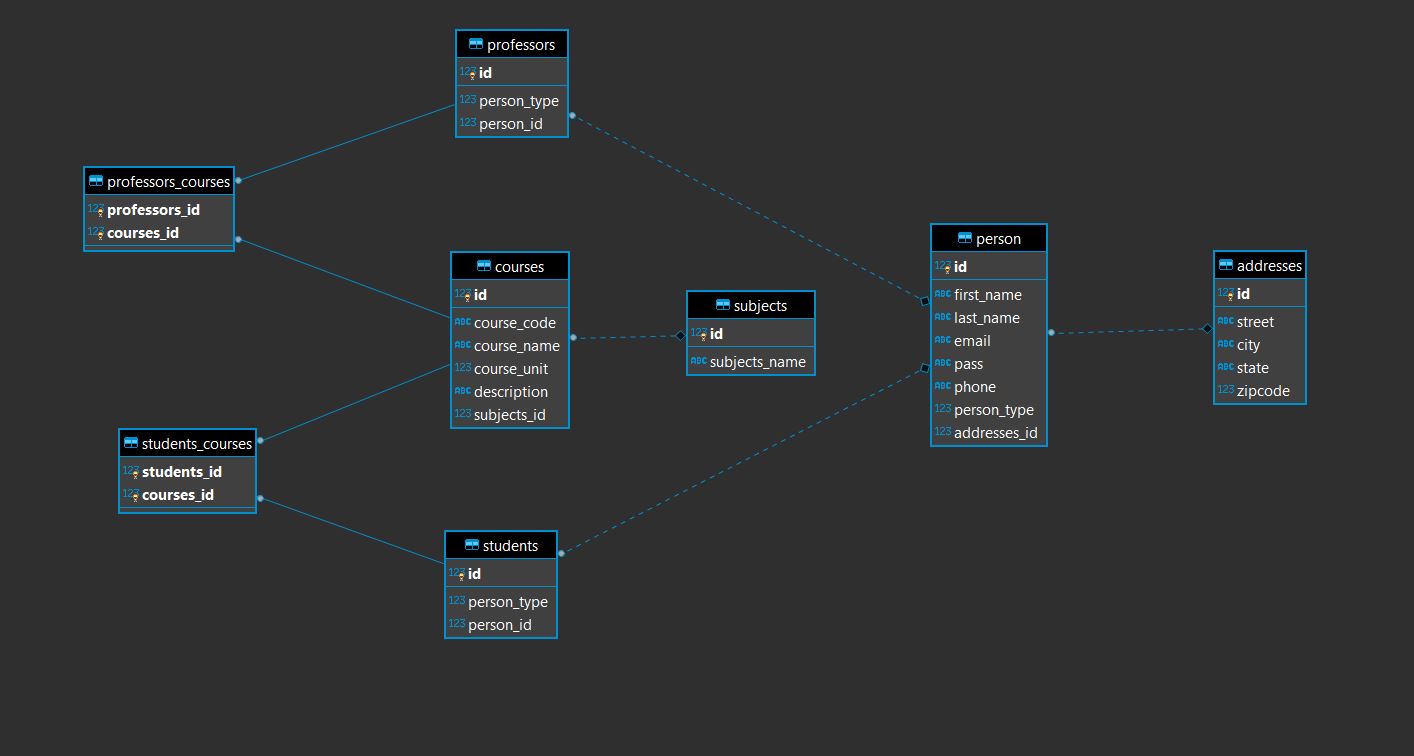 professors
123 id
123 person_type
123 person_id
professors_courses
123 professors_id
123 courses_id
courses
123 id
ABC course_code
ABC course_name
123 course_unit
ABC description
123 subjects_id
subjects
123 id
ABC subjects_name
students_courses
123 students_id
123 courses_id
students
123 id
123 person_type
123 person_id
person
123 id
ABC first_name
ABC last_name
ABC email
ABC pass
ABC phone
123 person_type
123 addresses_id
addresses
123 id
ABC street
ABC city
ABC state
123 zipcode